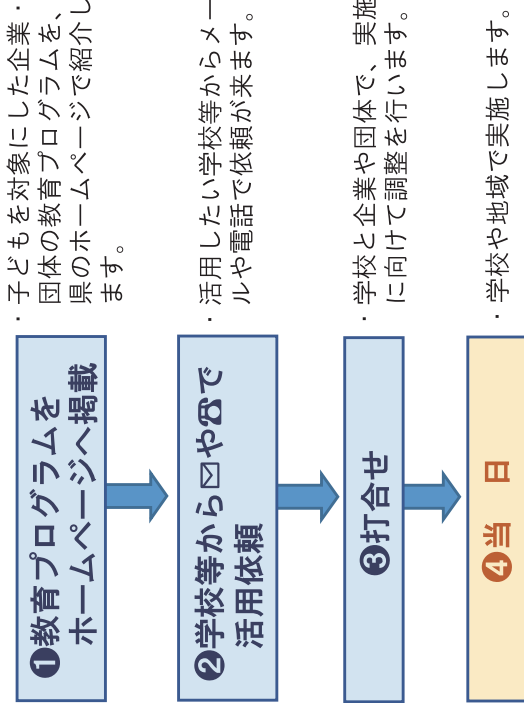 ❶教育プログラムを
ホームページへ掲載
・子どもを対象にした企業・
団体の教育プログラムを、
県のホームページで紹介し
ます。
❷学校等から✉や☎で
活用依頼
・活用したい学校等からメー
ルや電話で依頼が来ます。
❸打合せ
・学校と企業や団体で、実施
に向けて調整を行います。
❹当 日
・学校や地域で実施します。